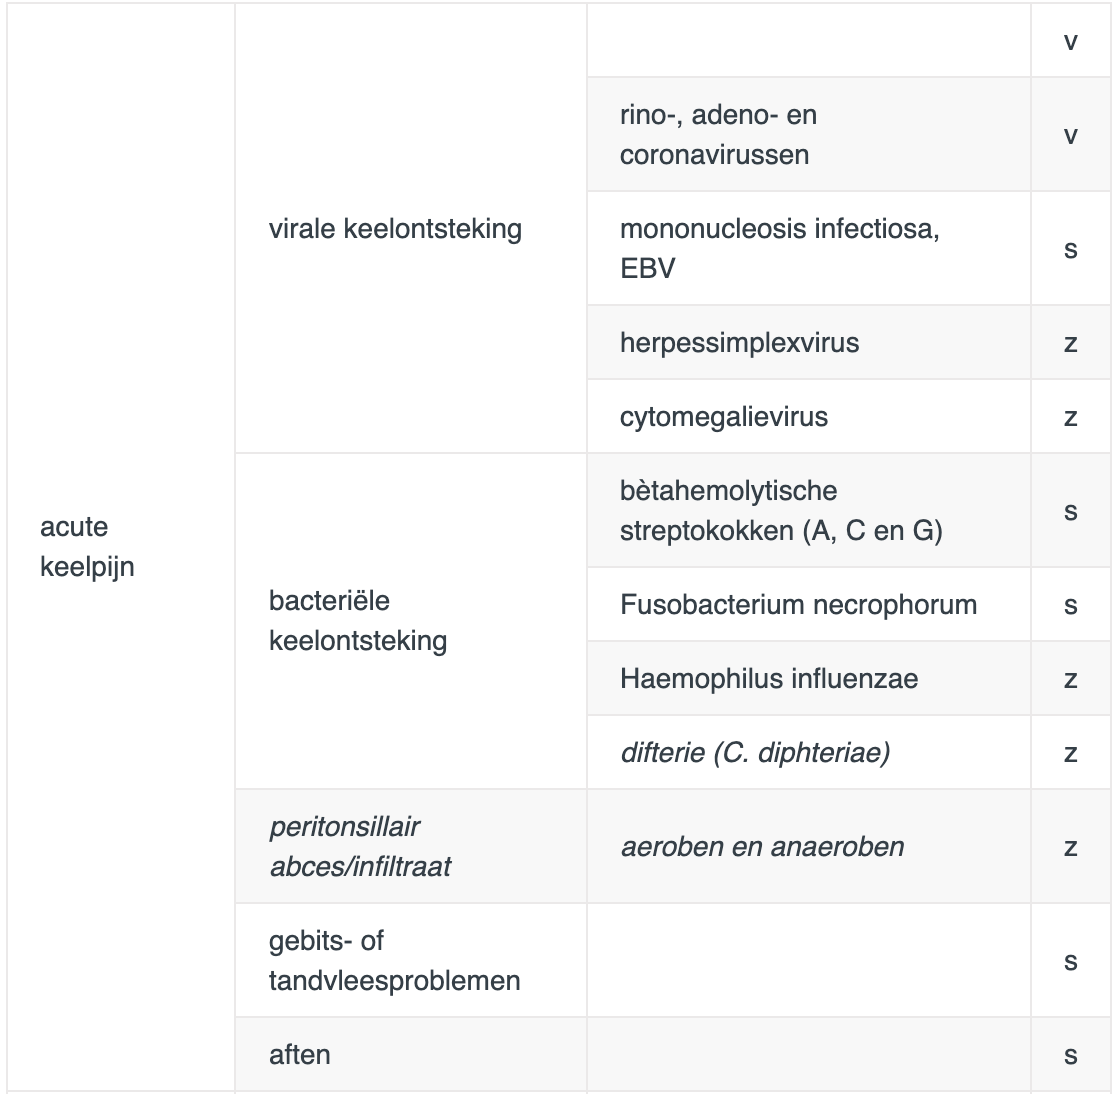 acute
keelpijn
virale keelontsteking
v
rino-, adeno- en
coronavirussen
v
mononucleosis infectiosa,
EBV
s
herpessimplexvirus
z
cytomegalievirus
z
bacteriële
keelontsteking
bètahemolytische
streptokokken (A, C en G)
s
Fusobacterium necrophorum
s
Haemophilus influenzae
z
difterie (C. diphteriae)
z
peritonsillair
abces/infiltraat
aeroben en anaeroben
z
gebits- of
tandvleesproblemen
s
aften
s